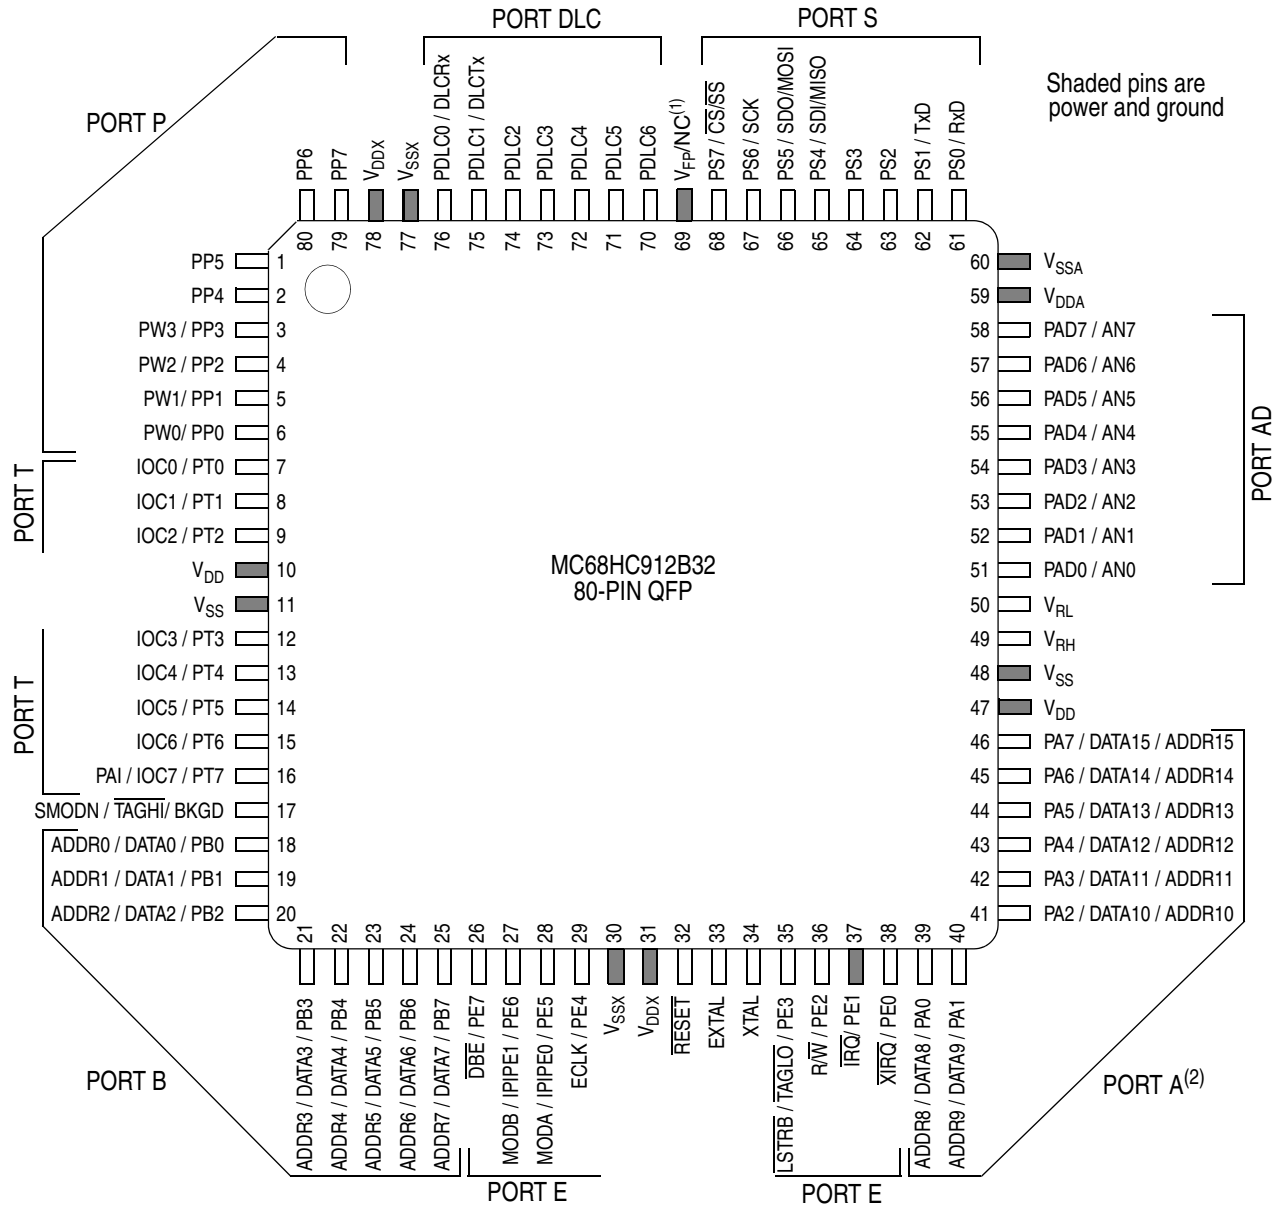 PORT DLC
PORT S
PORT P
Shaded pins are
power and ground
PP6
PP7
VDDX
VSSX
PDLC0 / DLCRx
PDLC1 / DLCTx
PDLC2
PDLC3
PDLC4
PDLC5
PDLC6
VFP/NC(1)
PS7 / CS/SS
PS6 / SCK
PS5 / SDO/MOSI
PS4 / SDI/MISO
PS3
PS2
PS1 / TxD
PS0 / RxD
80 79 78 77 76 75 74 73 72 71 70 69 68 67 66 65 64 63 62 61
PP5 1
PP4 2
PW3 / PP3 3
PW2 / PP2 4
PW1/ PP1 5
PW0/ PP0 6
PORT T
IOC0 / PT0 7
IOC1 / PT1 8
IOC2 / PT2 9
VDD 10
VSS 11
PORT T
IOC3 / PT3 12
IOC4 / PT4 13
IOC5 / PT5 14
IOC6 / PT6 15
PAI / IOC7 / PT7 16
SMODN / TAGHI/ BKGD 17
ADDR0 / DATA0 / PB0 18
ADDR1 / DATA1 / PB1 19
ADDR2 / DATA2 / PB2 20
MC68HC912B32
80-PIN QFP
60 VSSA
59 VDDA
58 PAD7 / AN7
57 PAD6 / AN6
56 PAD5 / AN5
55 PAD4 / AN4
54 PAD3 / AN3
53 PAD2 / AN2
52 PAD1 / AN1
51 PAD0 / AN0
PORT AD
50 VRL
49 VRH
48 VSS
47 VDD
46 PA7 / DATA15 / ADDR15
45 PA6 / DATA14 / ADDR14
44 PA5 / DATA13 / ADDR13
43 PA4 / DATA12 / ADDR12
42 PA3 / DATA11 / ADDR11
41 PA2 / DATA10 / ADDR10
21 22 23 24 25 26 27 28 29 30 31 32 33 34 35 36 37 38 39 40
ADDR3 / DATA3 / PB3
ADDR4 / DATA4 / PB4
ADDR5 / DATA5 / PB5
ADDR6 / DATA6 / PB6
ADDR7 / DATA7 / PB7
DBE / PE7
MODB / IPIPE1 / PE6
MODA / IPIPE0 / PE5
ECLK / PE4
VSSX
VDDX
RESET
EXTAL
XTAL
LSTRB / TAGLO / PE3
R/W / PE2
IRQ/ PE1
XIRQ / PE0
ADDR8 / DATA8 / PA0
ADDR9 / DATA9 / PA1
PORT B
PORT A(2)
PORT E
PORT E